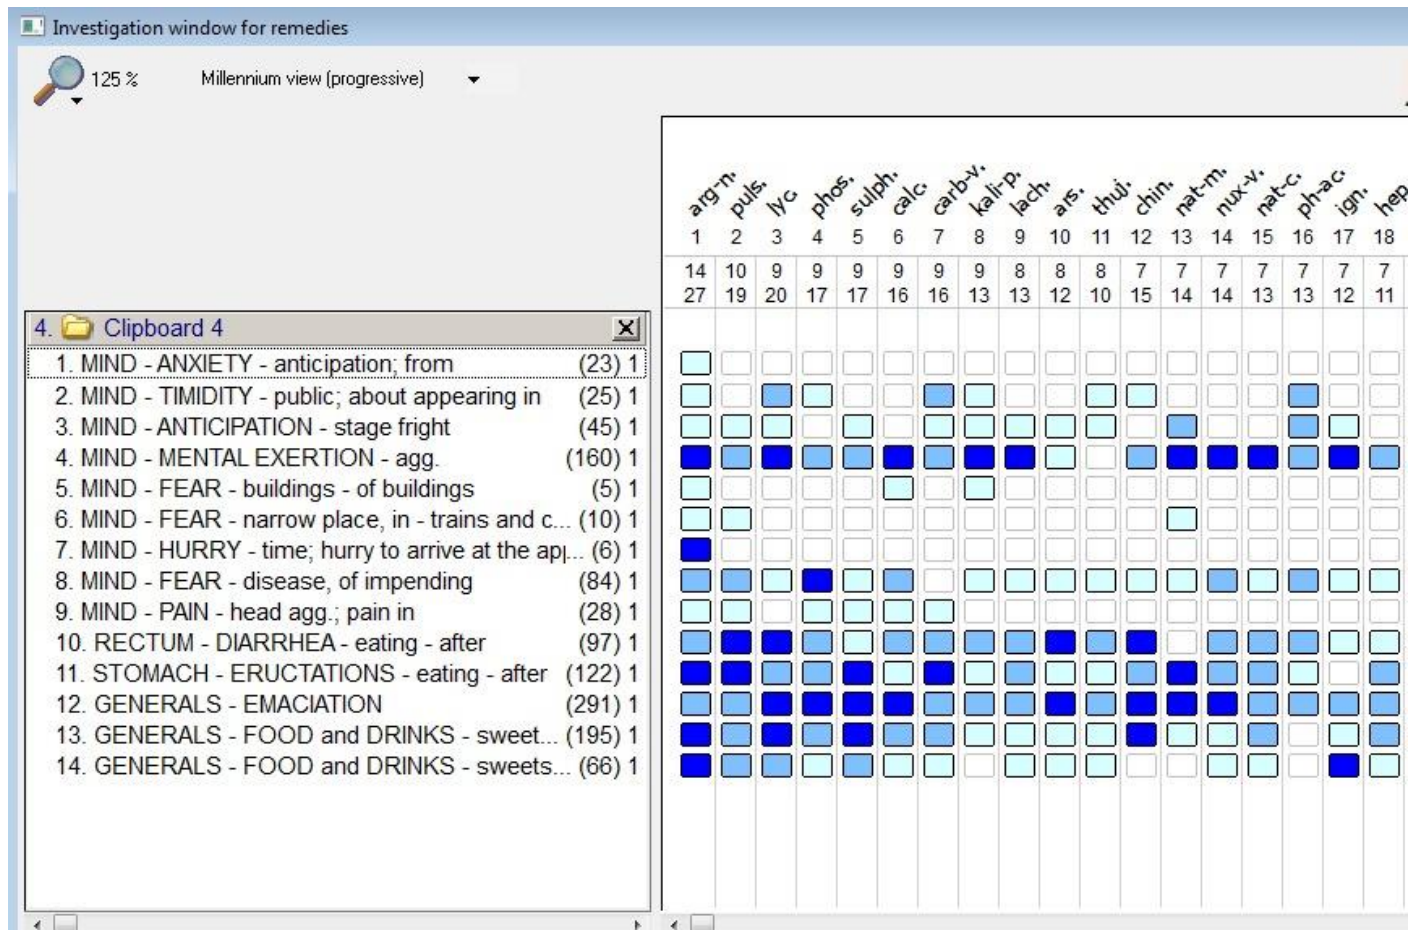 Investigation window for remedies
125 % Millennium view (progressive)
arg-n. puls. lyc. phos. sulph. calc. carb-v. kali-p. lach. ars. thuj. chin. nat-m. nux-v. nat-c. ph-ac. ign. hep
1 2 3 4 5 6 7 8 9 10 11 12 13 14 15 16 17 18
14 10 9 9 9 9 9 9 8 8 8 7 7 7 7 7 7 7
27 19 20 17 17 16 16 13 13 12 10 15 14 14 13 13 12 11
4. Clipboard 4
1. MIND - ANXIETY - anticipation; from (23) 1
2. MIND - TIMIDITY - public; about appearing in (25) 1
3. MIND - ANTICIPATION - stage fright (45) 1
4. MIND - MENTAL EXERTION - agg. (160) 1
5. MIND - FEAR - buildings - of buildings (5) 1
6. MIND - FEAR - narrow place, in - trains and c... (10) 1
7. MIND - HURRY - time; hurry to arrive at the ap... (6) 1
8. MIND - FEAR - disease, of impending (84) 1
9. MIND - PAIN - head agg.; pain in (28) 1
10. RECTUM - DIARRHEA - eating - after (97) 1
11. STOMACH - ERUCTATIONS - eating - after (122) 1
12. GENERALS - EMACIATION (291) 1
13. GENERALS - FOOD and DRINKS - sweet... (195) 1
14. GENERALS - FOOD and DRINKS - sweets... (66) 1